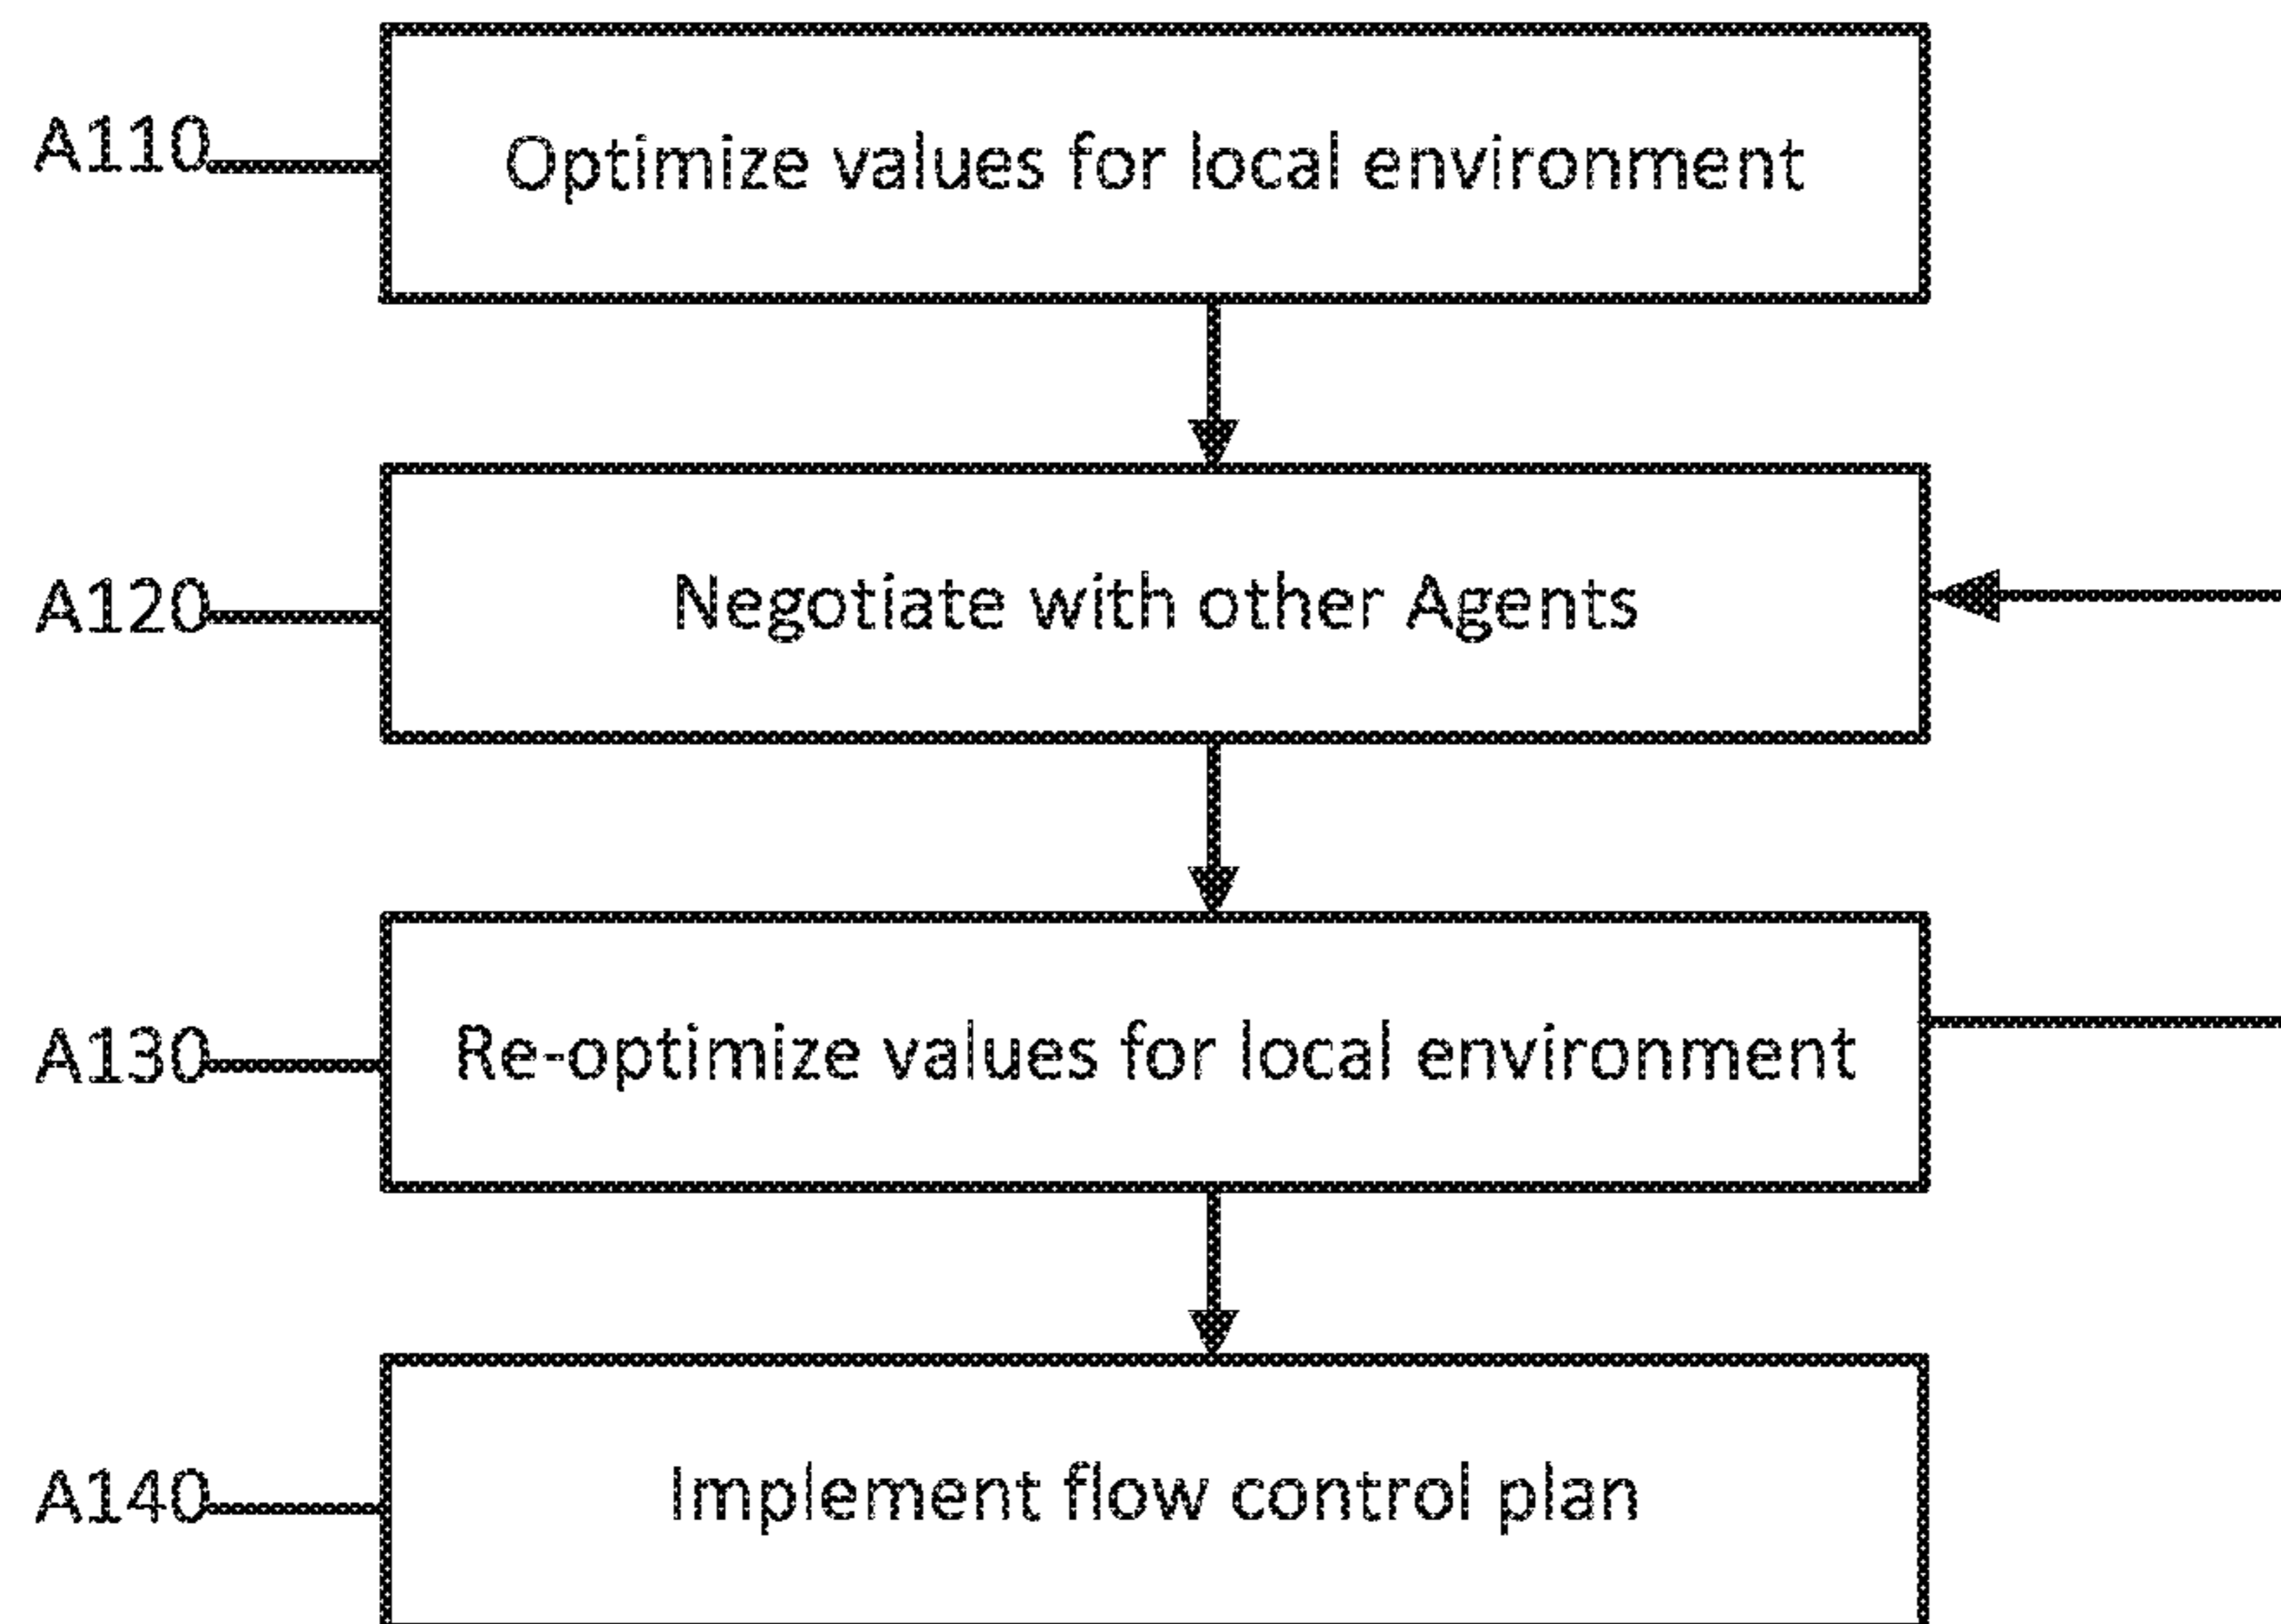 A110 Optimize values for local environment
A120 Negotiate with other Agents
A130 Re-optimize values for local environment
A140 Implement flow control plan